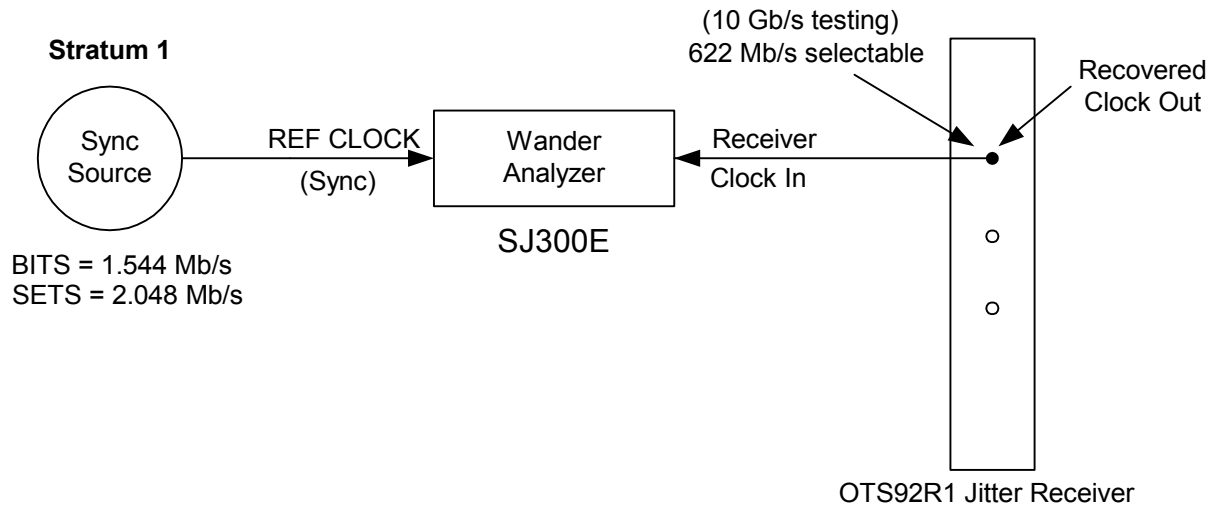 Stratum 1
Sync
Source
BITS = 1.544 Mb/s
SETS = 2.048 Mb/s
REF CLOCK
(Sync)
Wander
Analyzer
SJ300E
Receiver
Clock In
(10 Gb/s testing)
622 Mb/s selectable
Recovered
Clock Out
OTS92R1 Jitter Receiver